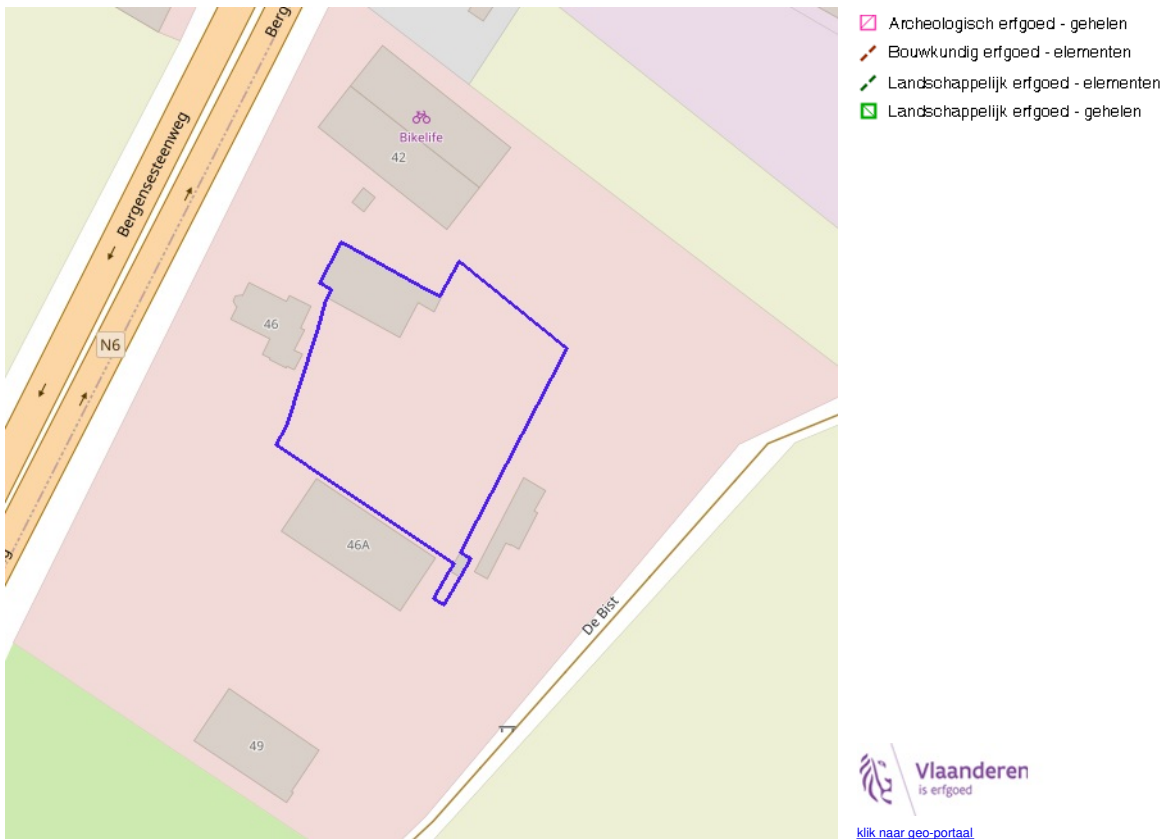 Berg
Bergensesteenweg
Bikelife
42
46
N6
46A
De Bist
49
Archeologisch erfgoed - gehelen
Bouwkundig erfgoed - elementen
Landschappelijk erfgoed - elementen
Landschappelijk erfgoed - gehelen
Vlaanderen
is erfgoed
klik naar geo-portaal